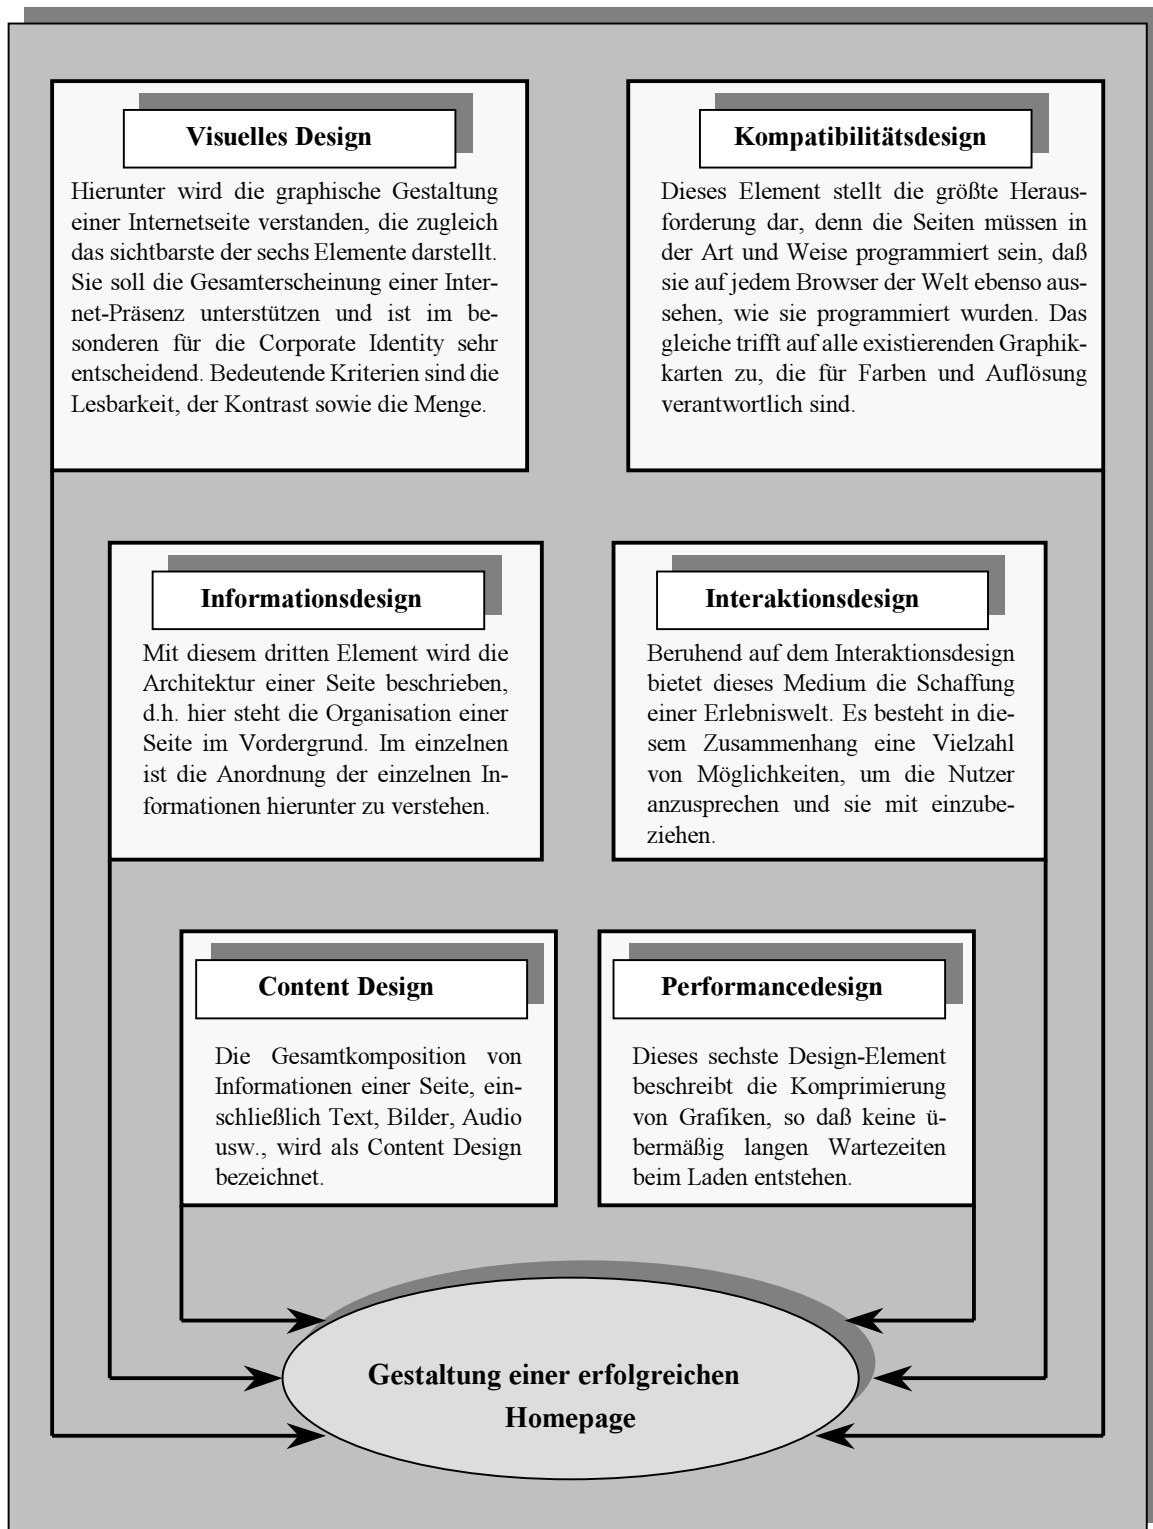 Visuelles Design
Hierunter wird die graphische Gestaltung
einer Internetseite verstanden, die zugleich
das sichtbarste der sechs Elemente darstellt.
Sie soll die Gesamterscheinung einer Inter-
net-Präsenz unterstützen und ist im be-
sonderen für die Corporate Identity sehr
entscheidend. Bedeutende Kriterien sind die
Lesbarkeit, der Kontrast sowie die Menge.
Kompatibilitätsdesign
Dieses Element stellt die größte Heraus-
forderung dar, denn die Seiten müssen in
der Art und Weise programmiert sein, daß
sie auf jedem Browser der Welt ebenso aus-
sehen, wie sie programmiert wurden. Das
gleiche trifft auf alle existierenden Graphik-
karten zu, die für Farben und Auflösung
verantwortlich sind.
Informationsdesign
Mit diesem dritten Element wird die
Architektur einer Seite beschrieben,
d.h. hier steht die Organisation einer
Seite im Vordergrund. Im einzelnen
ist die Anordnung der einzelnen In-
formationen hierunter zu verstehen.
Interaktionsdesign
Beruhend auf dem Interaktionsdesign
bietet dieses Medium die Schaffung
einer Erlebniswelt. Es besteht in die-
sem Zusammenhang eine Vielzahl
von Möglichkeiten, um die Nutzer
anzusprechen und sie mit einzube-
ziehen.
Content Design
Die Gesamtkomposition von
Informationen einer Seite, ein-
schließlich Text, Bilder, Audio
usw., wird als Content Design
bezeichnet.
Performancedesign
Dieses sechste Design-Element
beschreibt die Komprimierung
von Grafiken, so daß keine ü-
bermäßig langen Wartezeiten
beim Laden entstehen.
Gestaltung einer erfolgreichen
Homepage